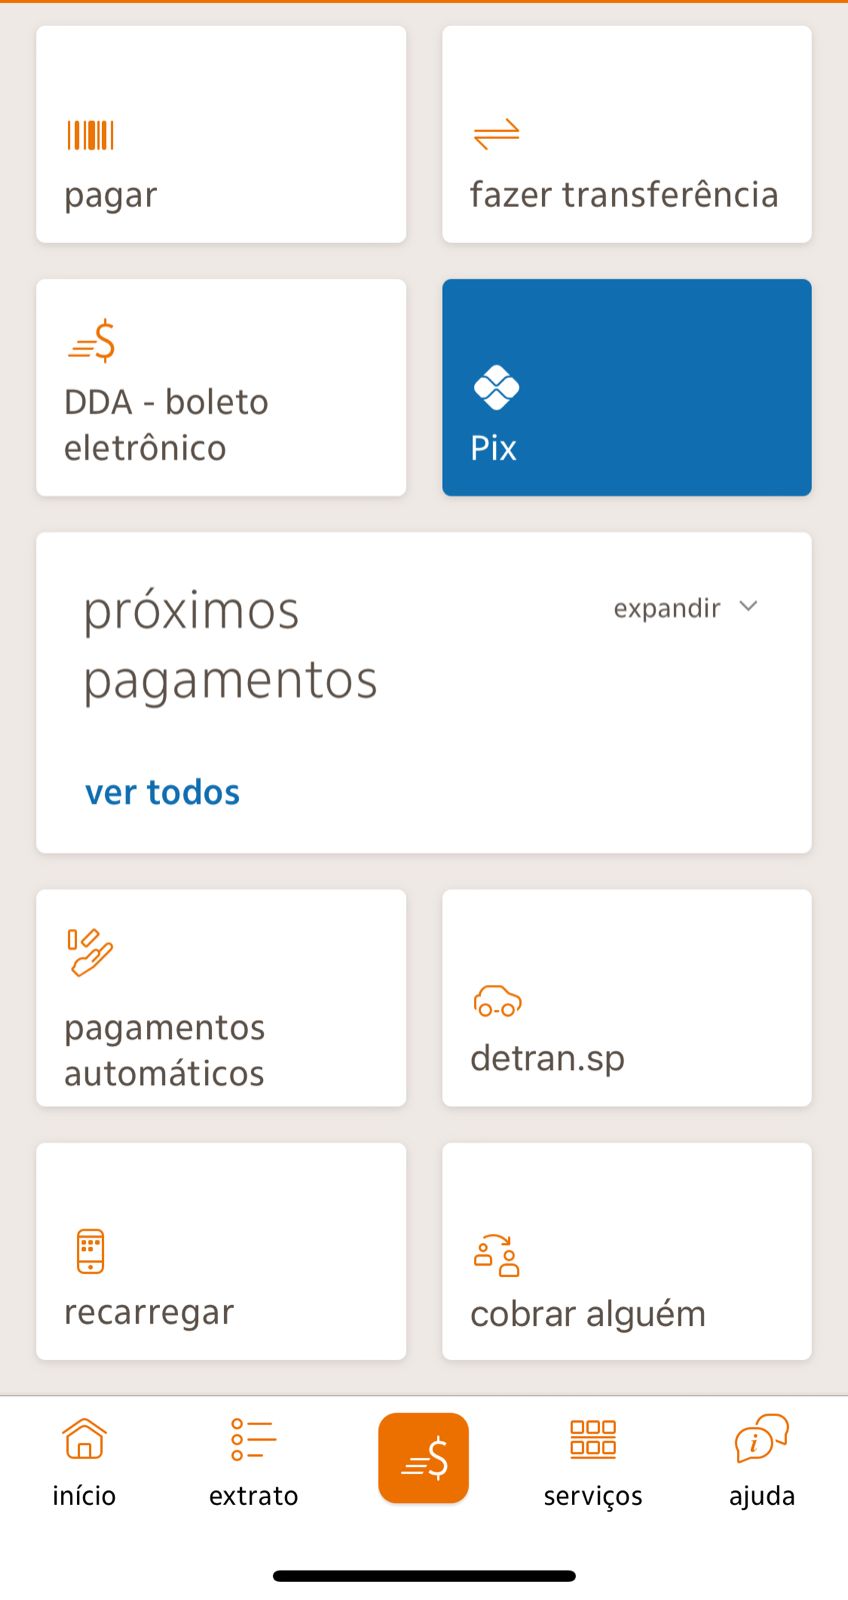 pagar
fazer transferência
DDA - boleto
eletrônico
Pix
próximos
pagamentos
expandir
ver todos
pagamentos
automáticos
detran.sp
recarregar
cobrar alguém
início
extrato
serviços
ajuda